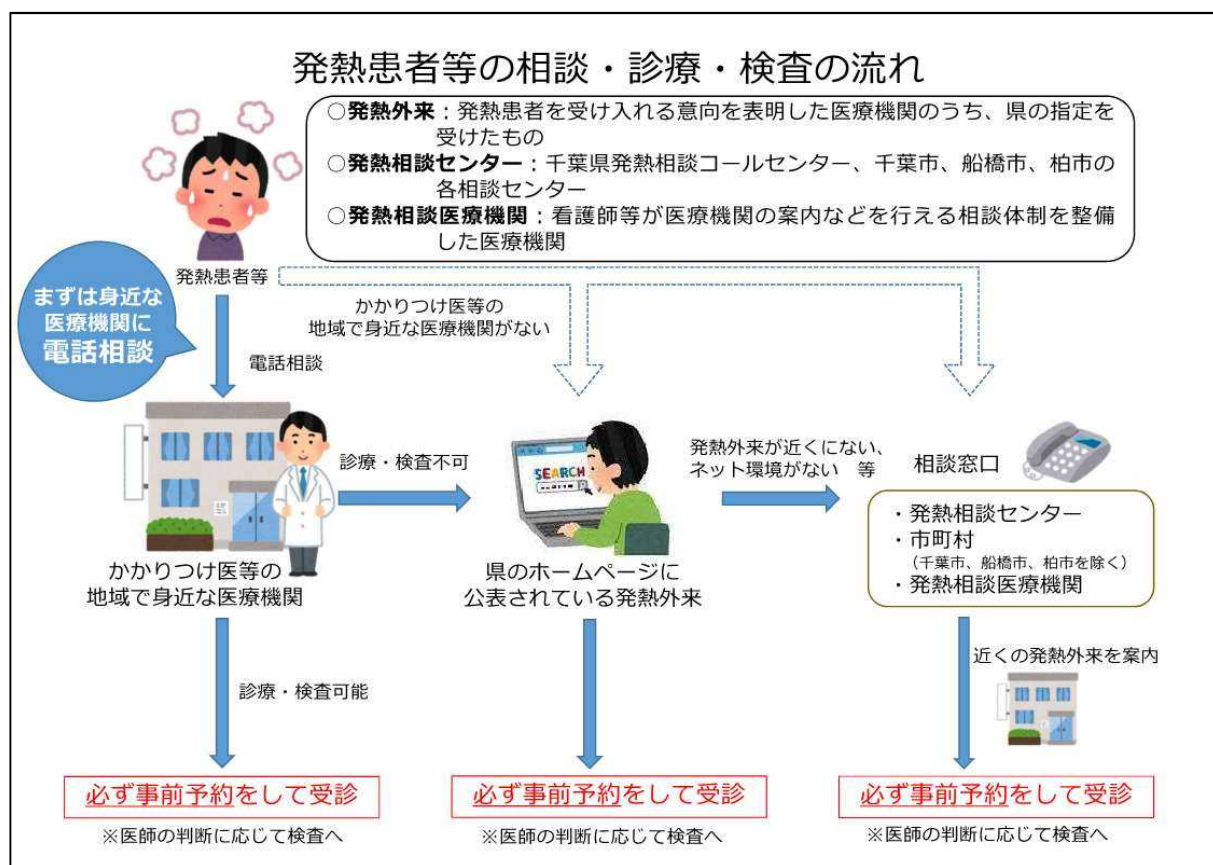 発熱患者等の相談・診療・検査の流れ
○発熱外来：発熱患者を受け入れる意向を表明した医療機関のうち、県の指定を
受けたもの
○発熱相談センター：千葉県発熱相談コールセンター、千葉市、船橋市、柏市の
各相談センター
○発熱相談医療機関：看護師等が医療機関の案内などを行える相談体制を整備
した医療機関
発熱患者等
まずは身近な
医療機関に
電話相談
電話相談
かかりつけ医等の
地域で身近な医療機関がない
診療・検査不可
SEARCH
発熱外来が近くにない、
ネット環境がない　等
相談窓口
・発熱相談センター
・市町村
（千葉市、船橋市、柏市を除く）
・発熱相談医療機関
かかりつけ医等の
地域で身近な医療機関
県のホームページに
公表されている発熱外来
診療・検査可能
近くの発熱外来を案内
必ず事前予約をして受診
※医師の判断に応じて検査へ
必ず事前予約をして受診
※医師の判断に応じて検査へ
必ず事前予約をして受診
※医師の判断に応じて検査へ